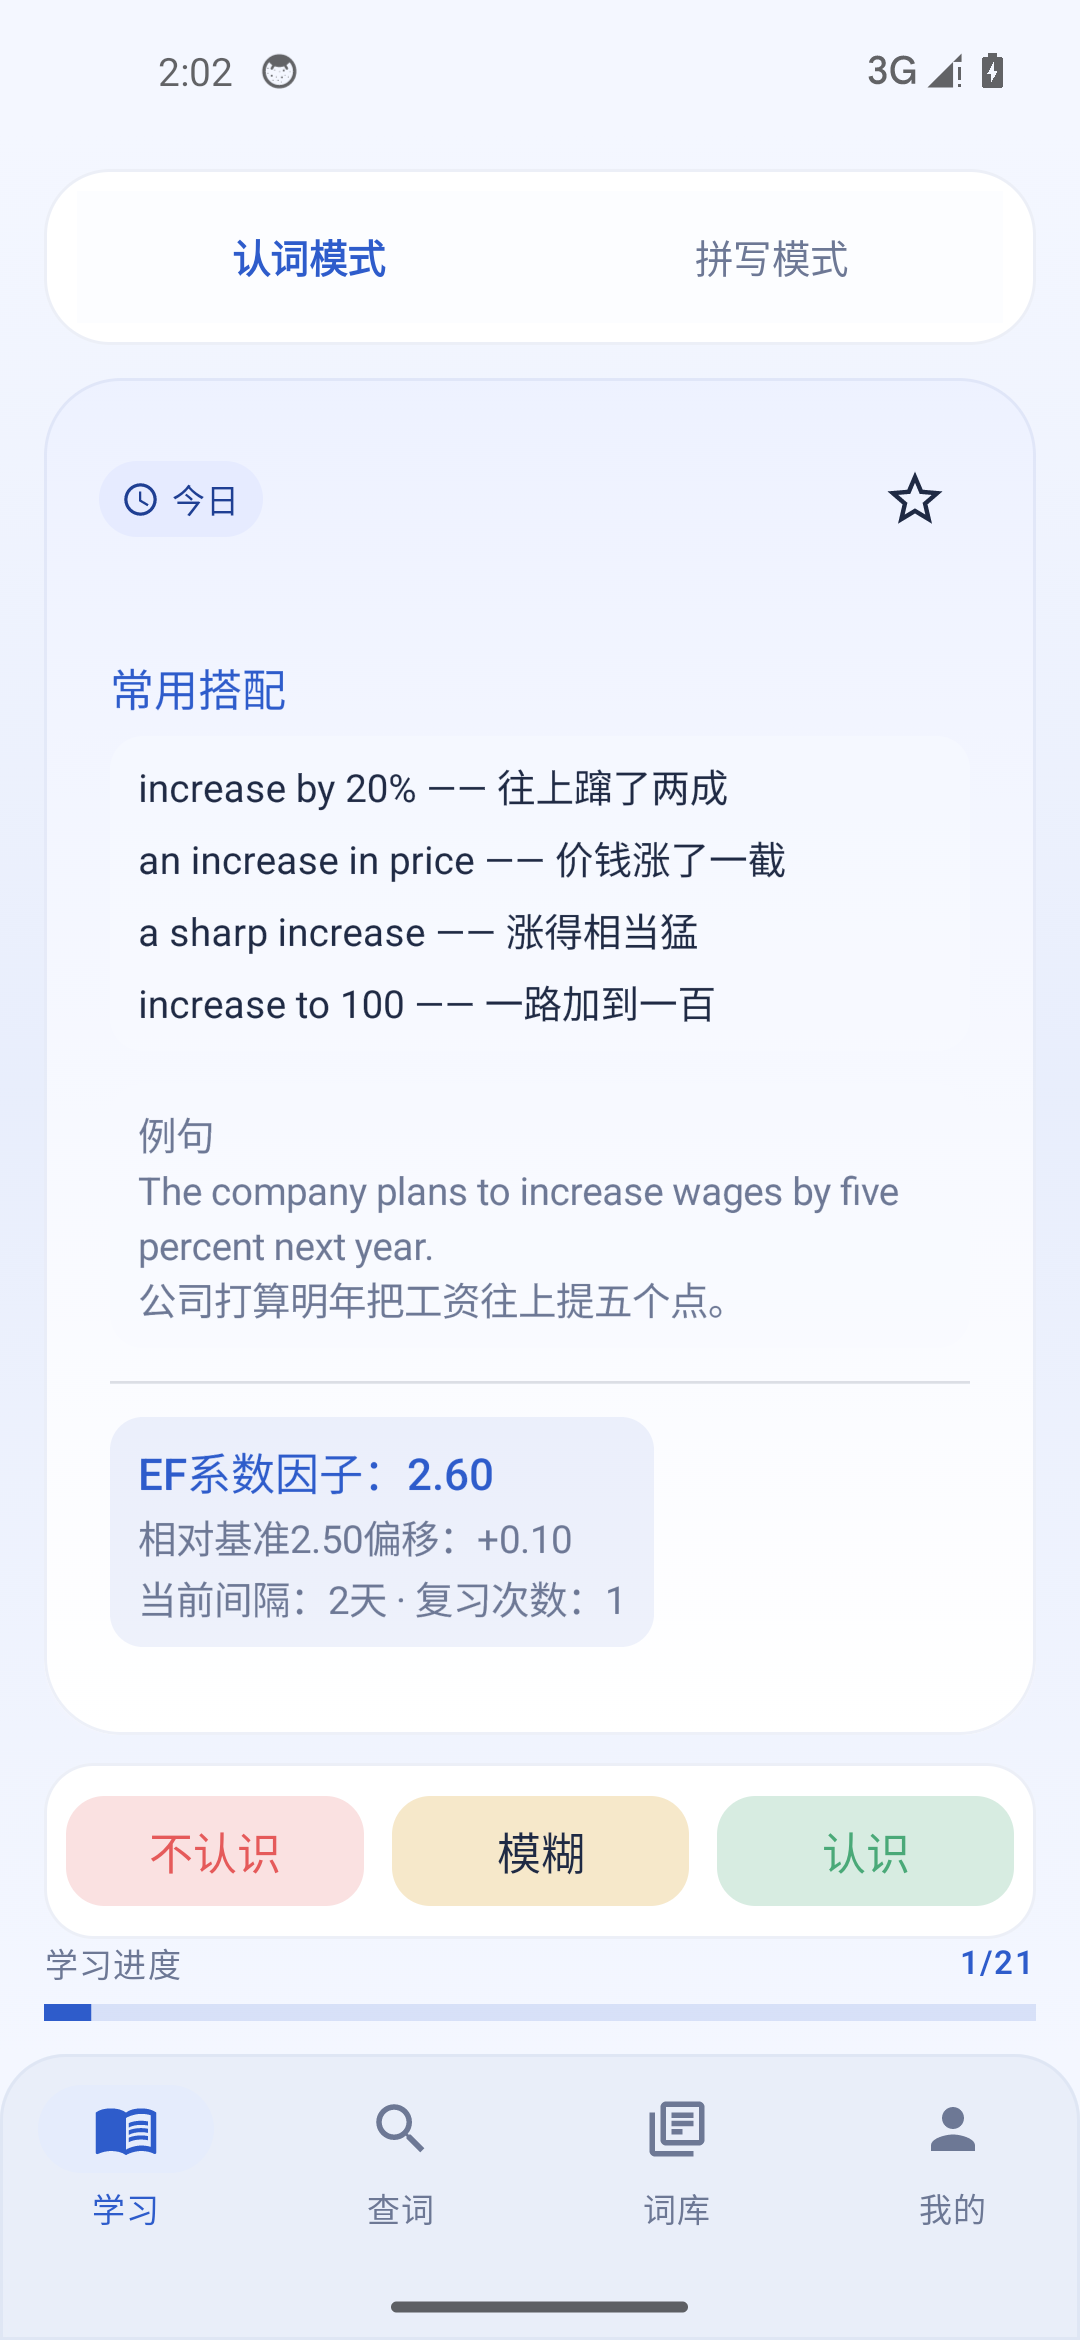 2:02
3G
认词模式
拼写模式
今日
常用搭配
increase by 20% —— 往上蹿了两成
an increase in price —— 价钱涨了一截
a sharp increase —— 涨得相当猛
increase to 100 —— 一路加到一百
例句
The company plans to increase wages by five
percent next year.
公司打算明年把工资往上提五个点。
EF系数因子：2.60
相对基准2.50偏移：+0.10
当前间隔：2天 · 复习次数：1
不认识
模糊
认识
学习进度
1/21
学习
查词
词库
我的